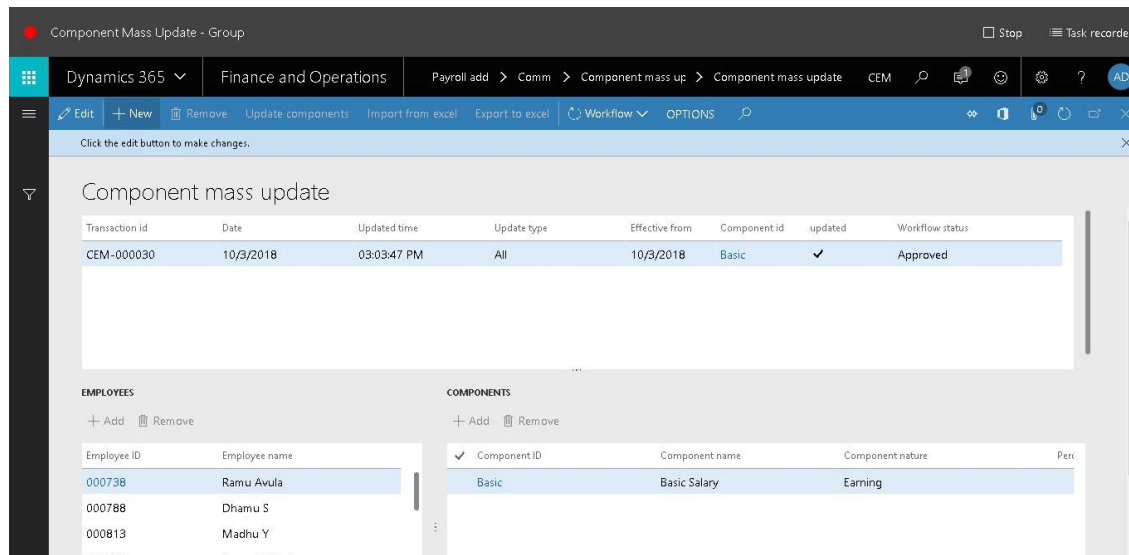 Component Mass Update - Group Stop Task recorde
Dynamics 365 Finance and Operations Payroll add > Comm > Component mass up > Component mass update CEM ? AD
Edit + New Remove Update components Import from excel Export to excel Workflow OPTIONS 0
Click the edit button to make changes.
Component mass update
Transaction id Date Updated time Update type Effective from Component id updated Workflow status
CEM-000030 10/3/2018 03:03:47 PM All 10/3/2018 Basic ✓ Approved
EMPLOYEES COMPONENTS
+ Add Remove + Add Remove
Employee ID Employee name ✓ Component ID Component name Component nature Perc
000738 Ramu Avula Basic Basic Salary Earning
000788 Dhamu S
000813 Madhu Y